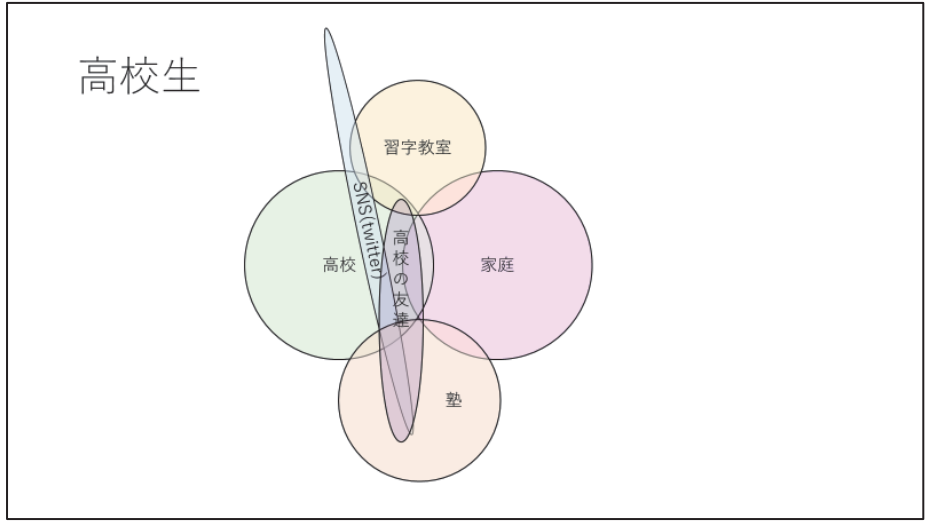 高校生
習字教室
SNS(twitter)
高校
高校の友達
家庭
塾